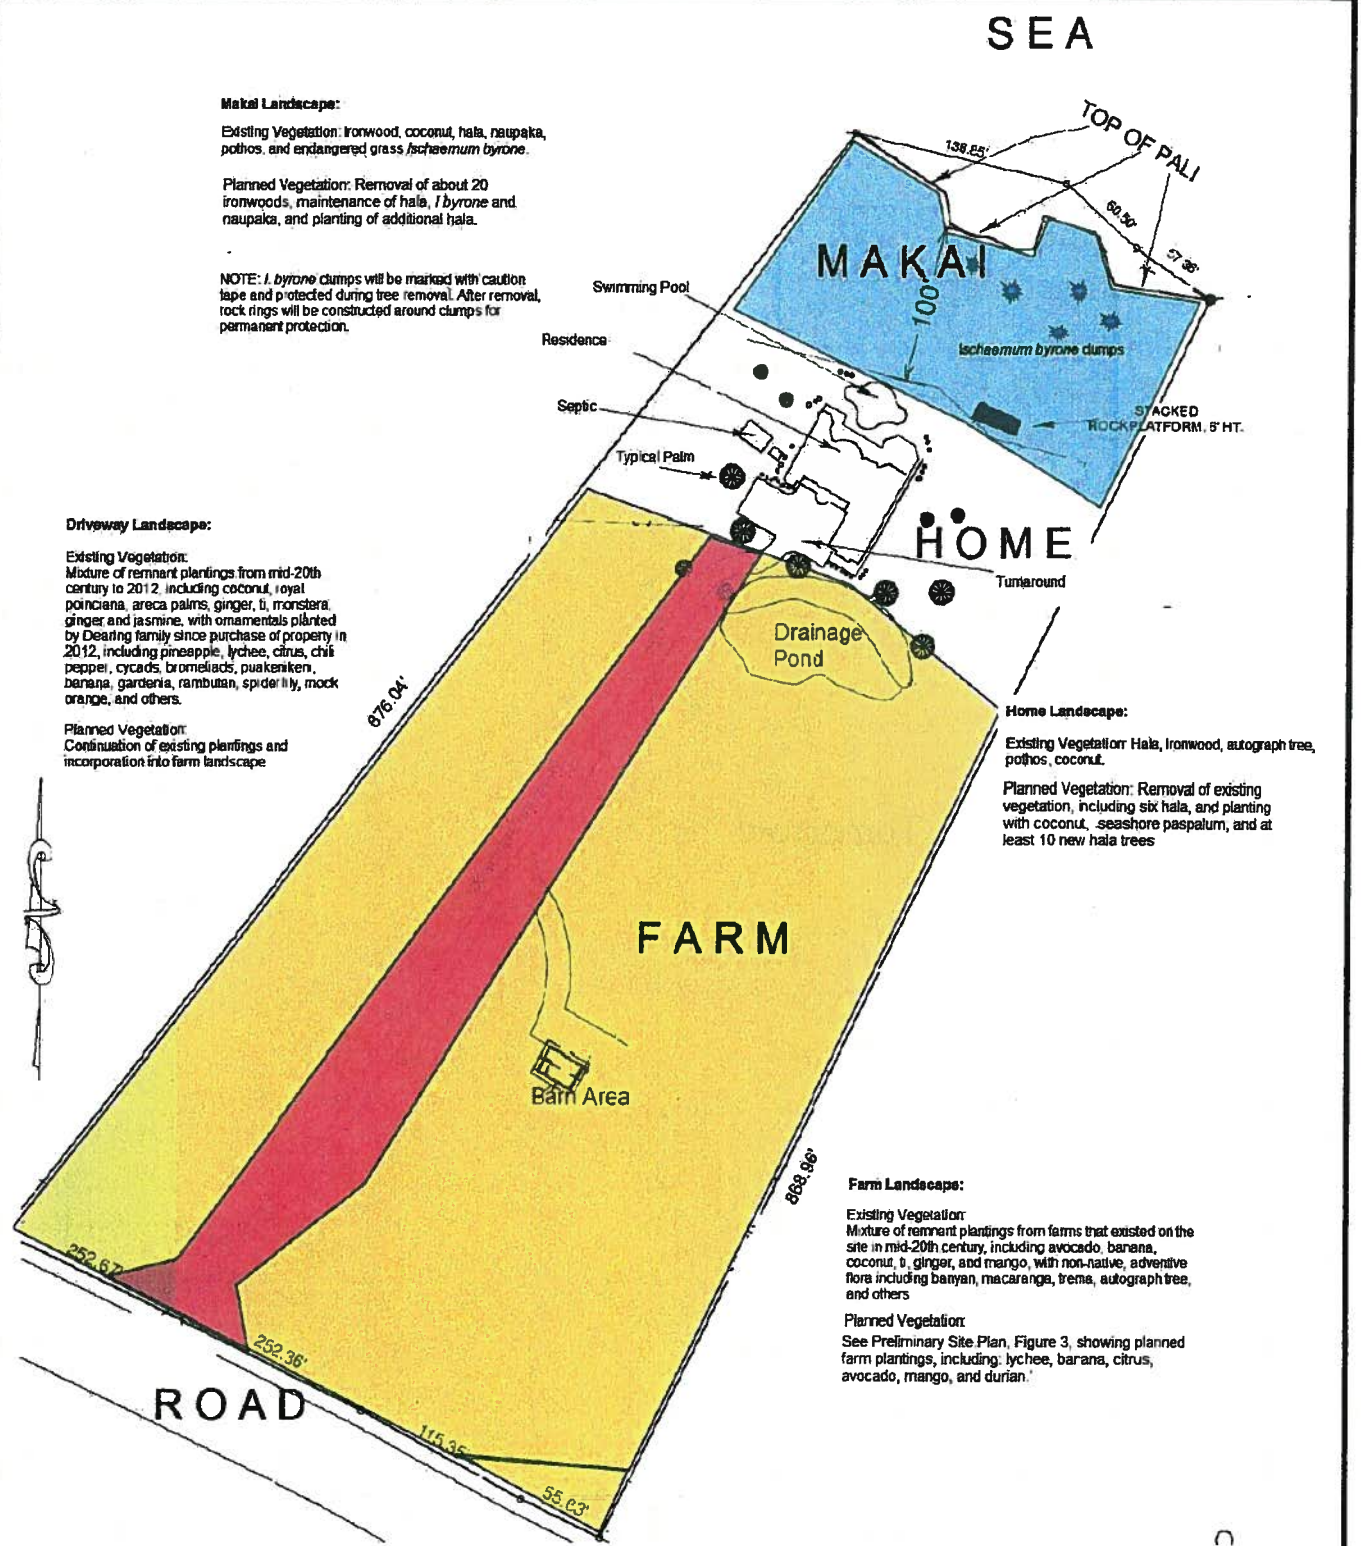 SEA
Makai Landscape:
Existing Vegetation: Ironwood, coconut, hala, naupaka,
pothos, and endangered grass Ischaemum byrone.
Planned Vegetation: Removal of about 20
ironwoods, maintenance of hala, I byrone and
naupaka, and planting of additional hala.
NOTE: I. byrone clumps will be marked with caution
tape and protected during tree removal. After removal,
rock rings will be constructed around clumps for
permanent protection.
TOP OF PALI
138.85'
60.50'
57.36'
MAKAI
100'
Ischaemum byrone clumps
STACKED
ROCK PLATFORM, 5' HT.
Swimming Pool
Residence
Septic
Typical Palm
HOME
Turnaround
Drainage
Pond
Driveway Landscape:
Existing Vegetation:
Mixture of remnant plantings from mid-20th
century to 2012, including coconut, royal
poinciana, areca palms, ginger, ti, monstera,
ginger and jasmine, with ornamentals planted
by Dearing family since purchase of property in
2012, including pineapple, lychee, citrus, chili
pepper, cycads, bromeliads, puakeniken,
banana, gardenia, rambutan, spider lily, mock
orange, and others.
Planned Vegetation:
Continuation of existing plantings and
incorporation into farm landscape
876.04'
Home Landscape:
Existing Vegetation: Hala, Ironwood, autograph tree,
pothos, coconut.
Planned Vegetation: Removal of existing
vegetation, including six hala, and planting
with coconut, seashore paspalum, and at
least 10 new hala trees
FARM
Barn Area
868.96'
Farm Landscape:
Existing Vegetation:
Mixture of remnant plantings from farms that existed on the
site in mid-20th century, including avocado, banana,
coconut, ti, ginger, and mango, with non-native, adventive
flora including banyan, macaranga, trema, autograph tree,
and others
Planned Vegetation:
See Preliminary Site Plan, Figure 3, showing planned
farm plantings, including: lychee, banana, citrus,
avocado, mango, and durian.
252.67'
252.36'
ROAD
115.35'
55.63'